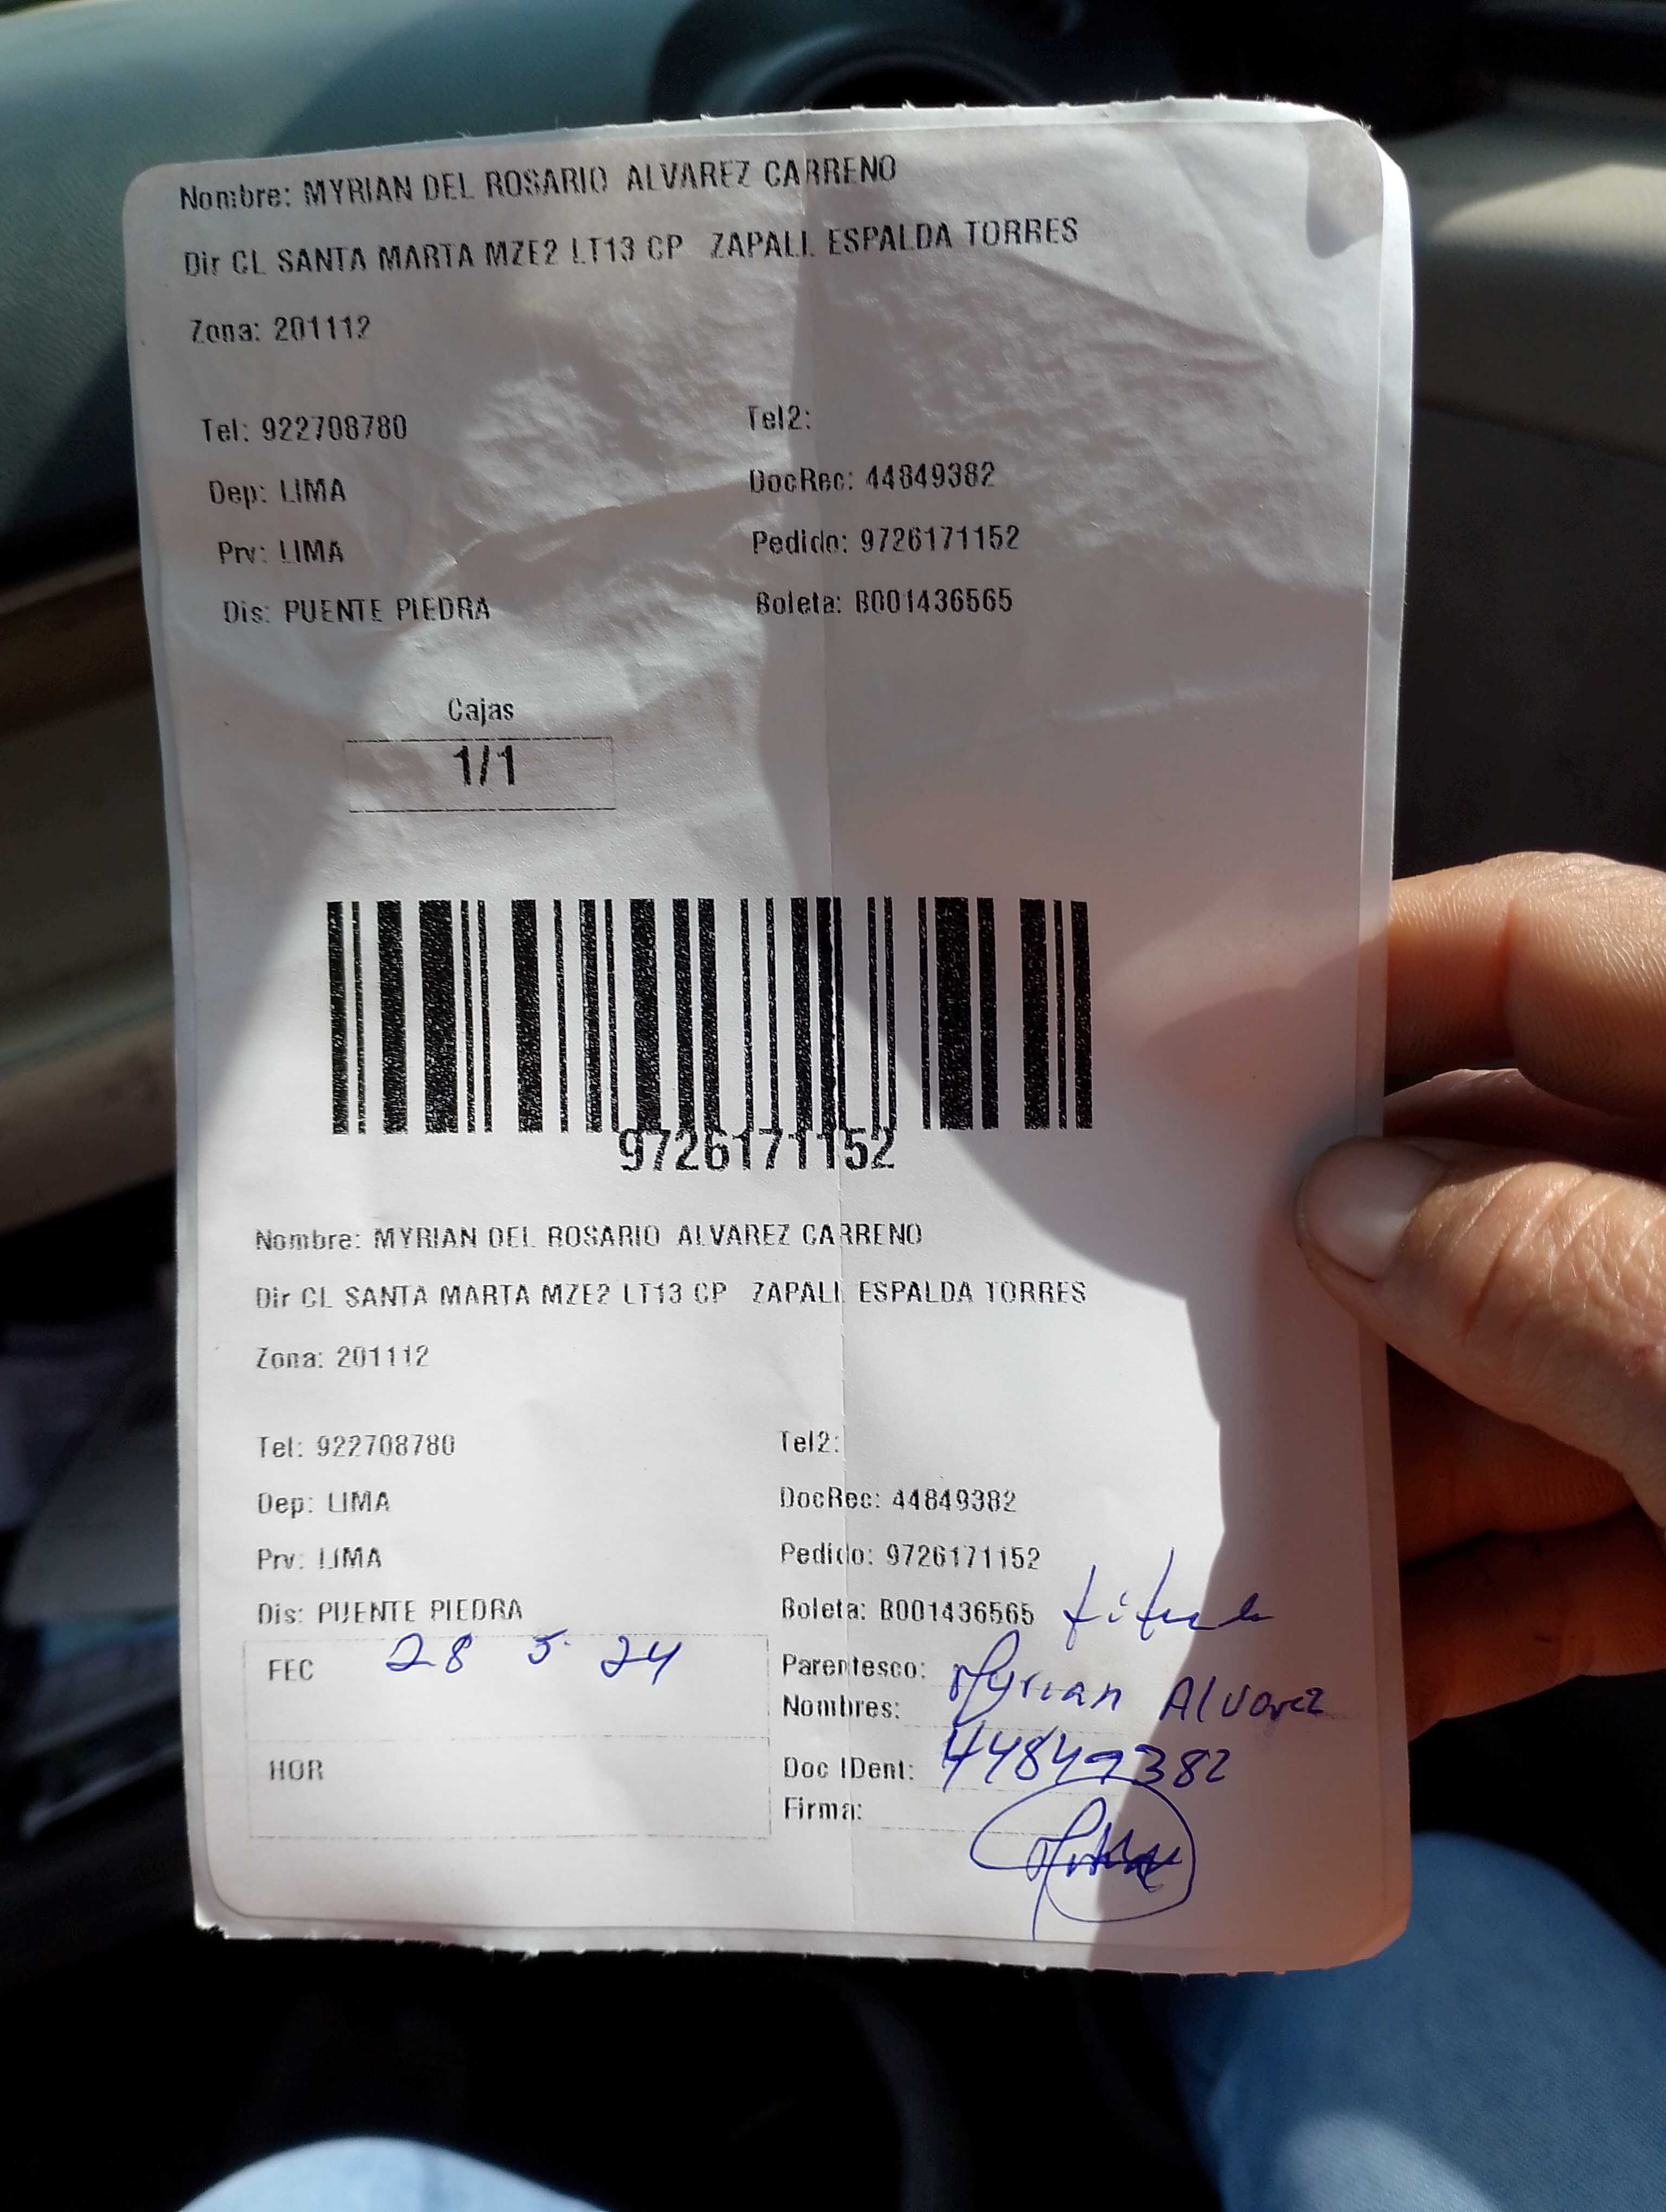 Nombre: MYRIAN DEL ROSARIO ALVAREZ CARRENO
Dir CL SANTA MARTA MZE2 LT13 CP ZAPALL ESPALDA TORRES
Zona: 201112
Tel: 922708780 Tel2:
Dep: LIMA DocRec: 44849382
Prv: LIMA Pedido: 9726171152
Dis: PUENTE PIEDRA Boleta: B001436565
Cajas
1/1
9726171152
Nombre: MYRIAN DEL ROSARIO ALVAREZ CARRENO
Dir CL SANTA MARTA MZE2 LT13 CP ZAPALL ESPALDA TORRES
Zona: 201112
Tel: 922708780 Tel2:
Dep: LIMA DocRec: 44849382
Prv: LIMA Pedido: 9726171152
Dis: PUENTE PIEDRA Boleta: B001436565
FEC 28 5 24 Parentesco:
Nombres: Myrian Alvarez
HOR Doc IDent: 44849382
Firma: